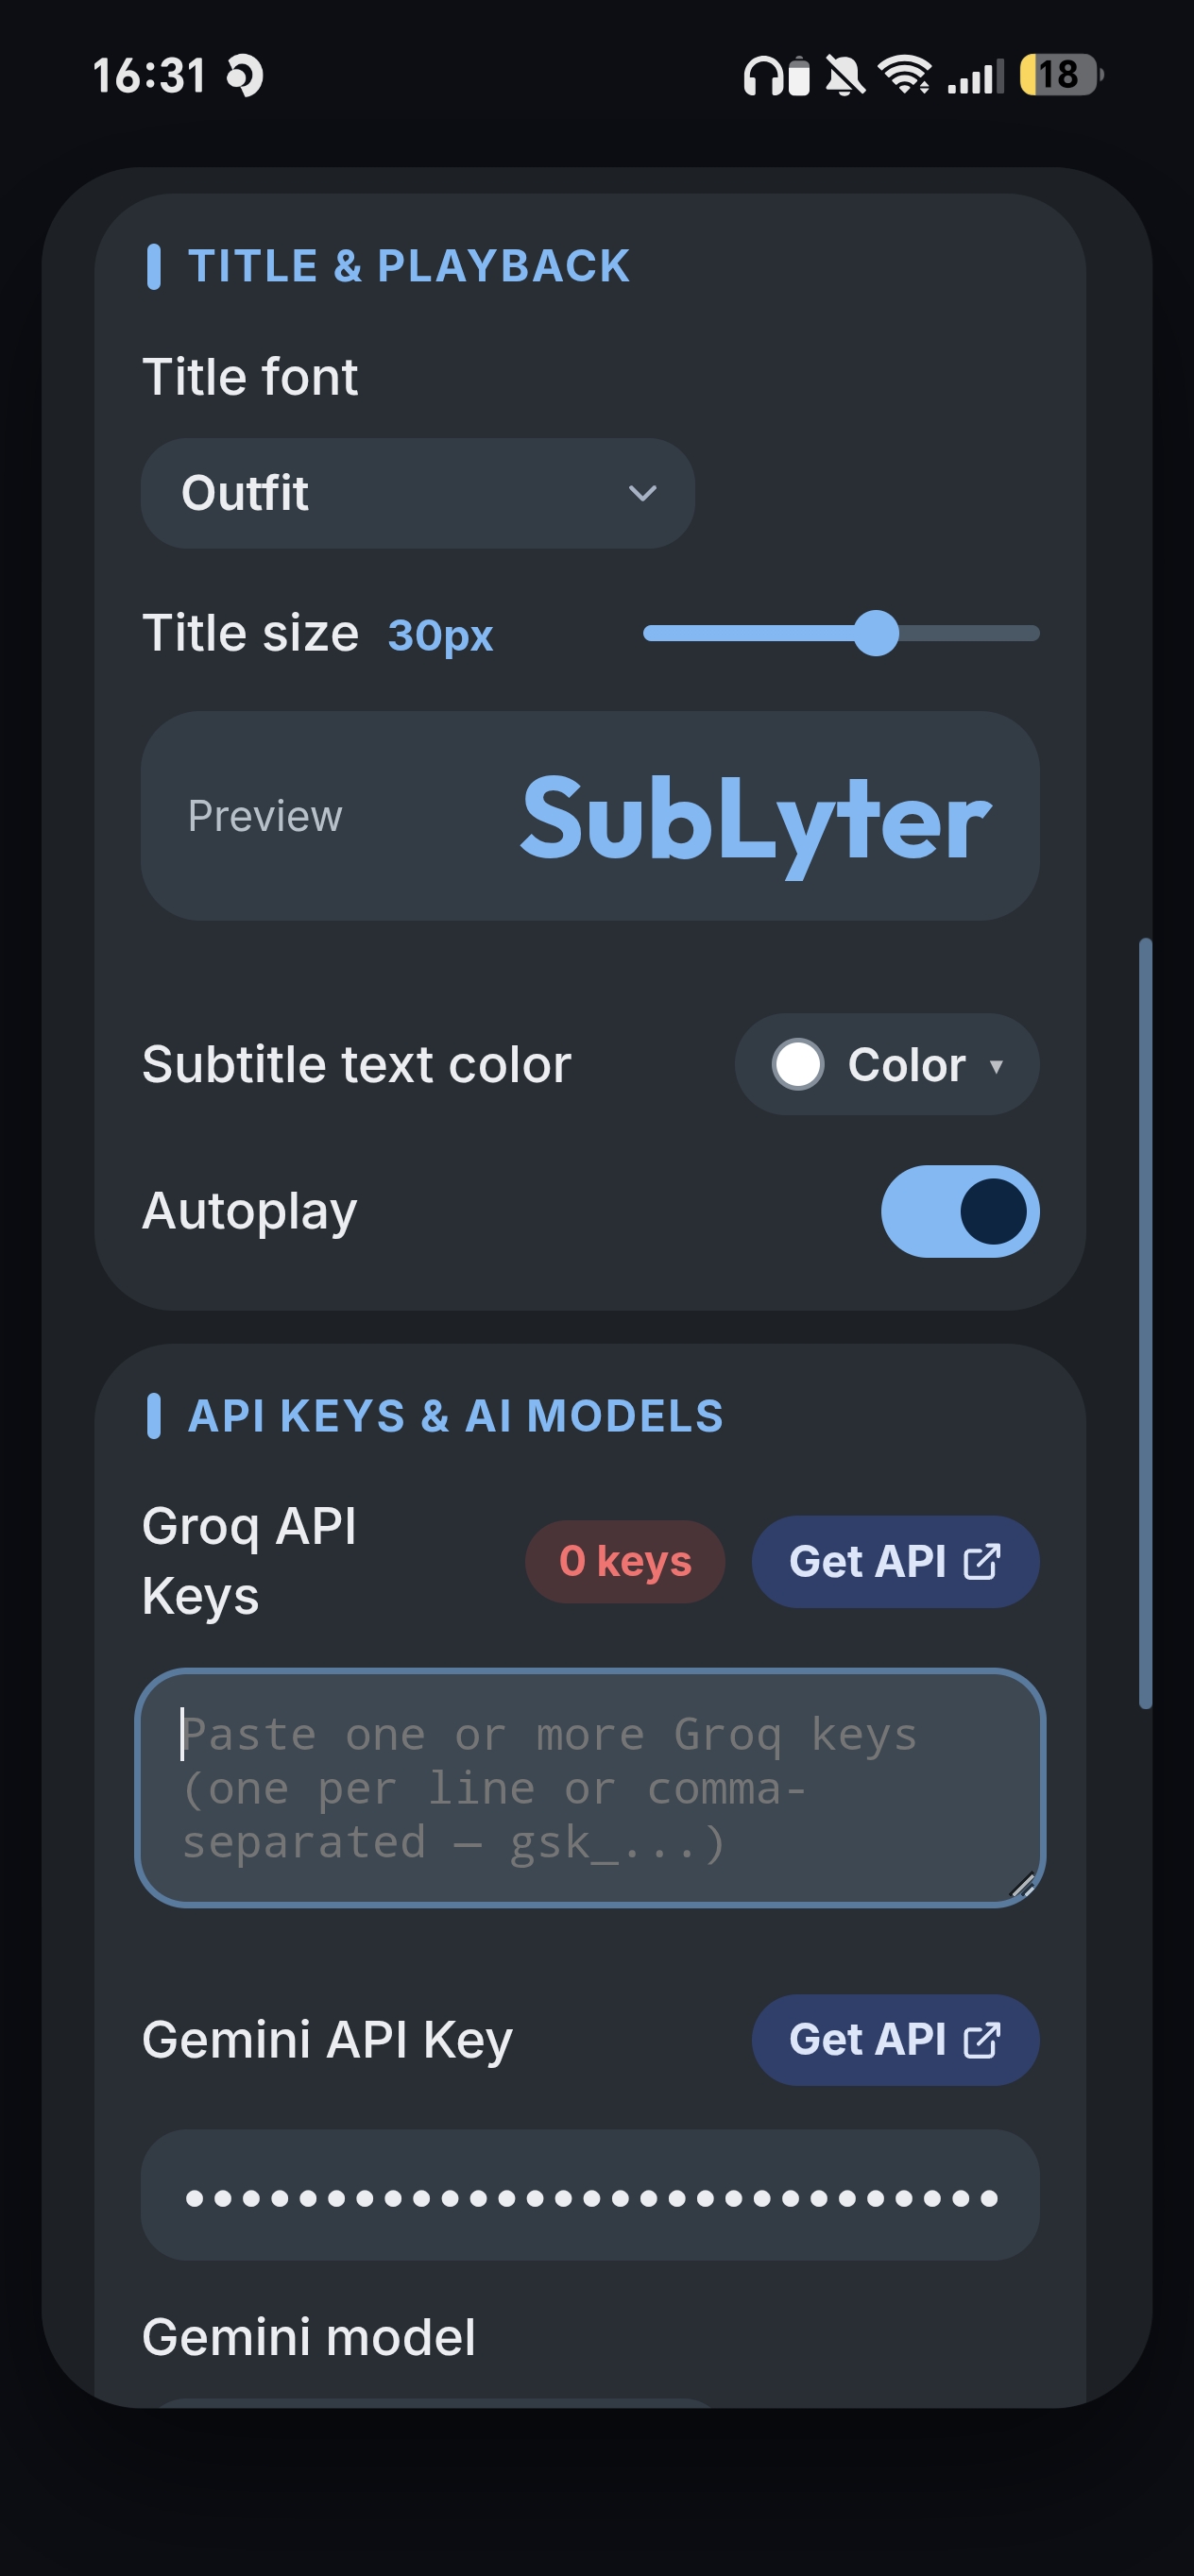 16:31
18
TITLE & PLAYBACK
Title font
Outfit
Title size 30px
Preview SubLyter
Subtitle text color Color ▾
Autoplay
API KEYS & AI MODELS
Groq API
Keys
0 keys Get API
Paste one or more Groq keys
(one per line or comma-
separated — gsk_...)
Gemini API Key Get API
••••••••••••••••••••••••••••• 
Gemini model